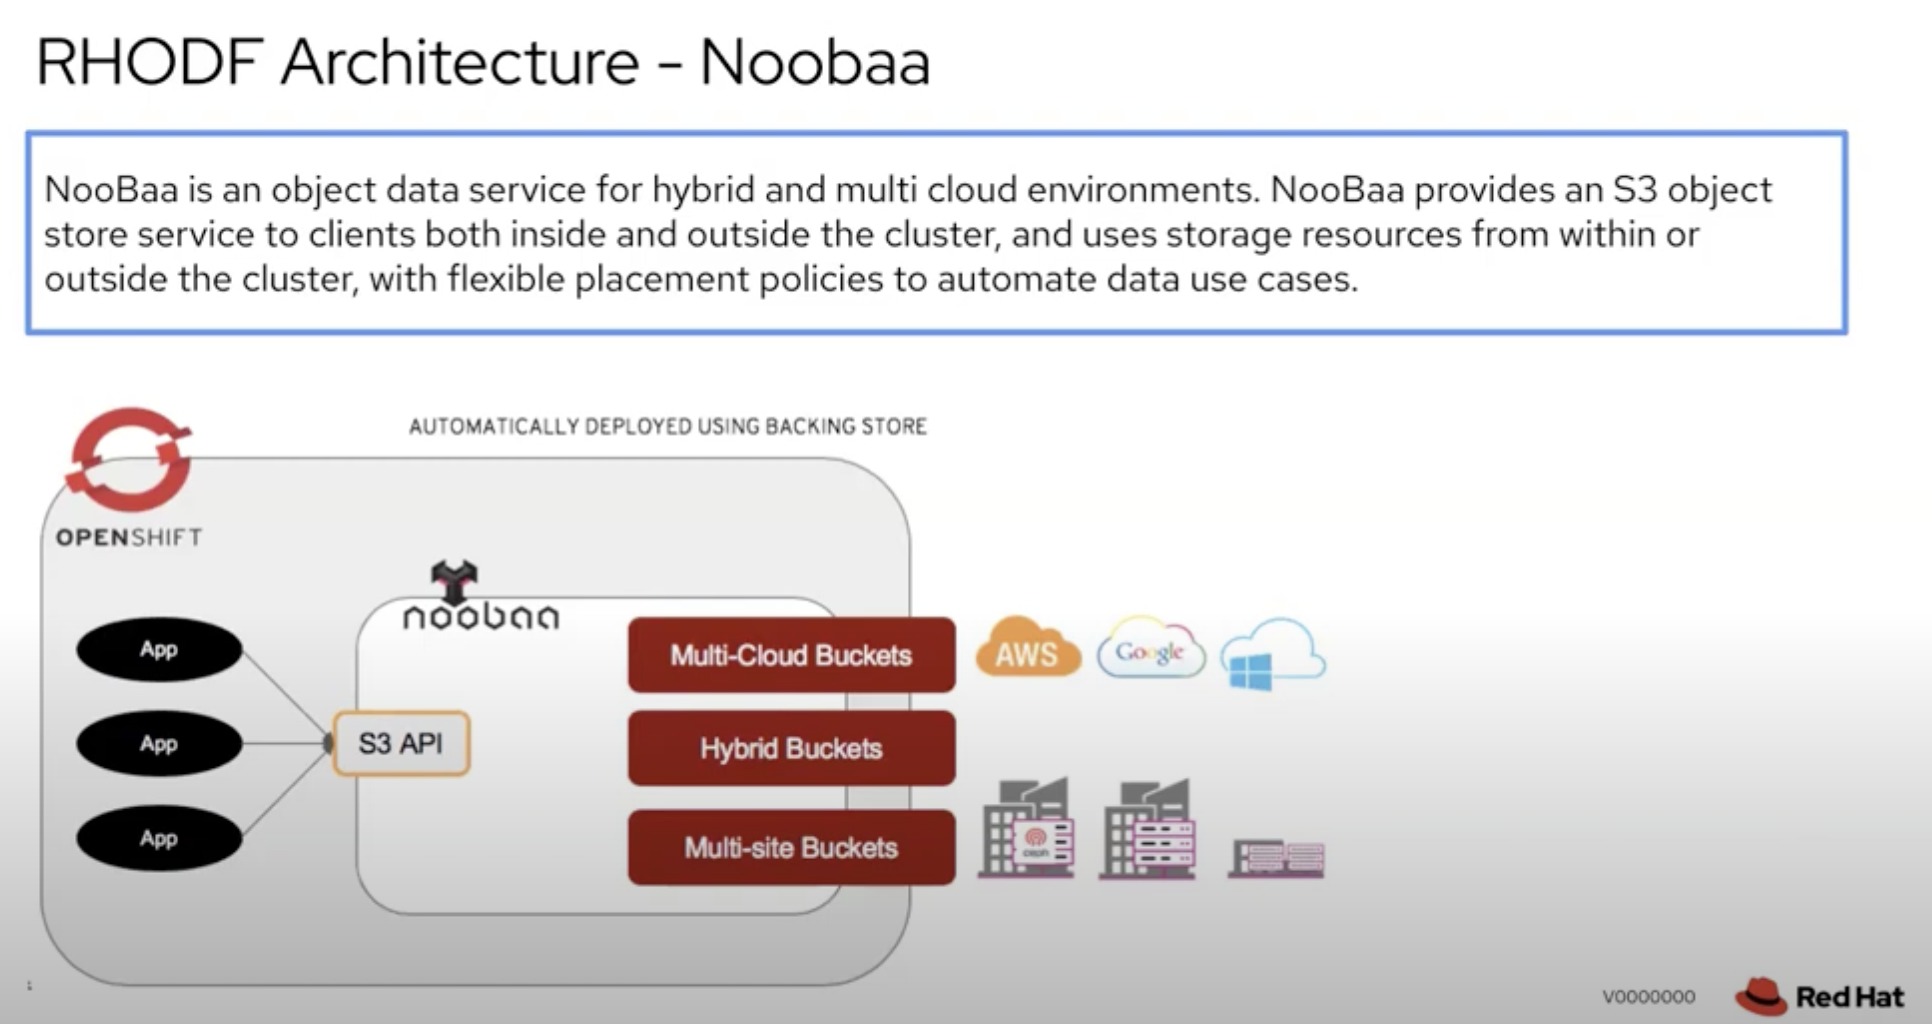 RHODF Architecture - Noobaa
NooBaa is an object data service for hybrid and multi cloud environments. NooBaa provides an S3 object
store service to clients both inside and outside the cluster, and uses storage resources from within or
outside the cluster, with flexible placement policies to automate data use cases.
AUTOMATICALLY DEPLOYED USING BACKING STORE
OPENSHIFT
noobaa
App
App
App
S3 API
Multi-Cloud Buckets
Hybrid Buckets
Multi-site Buckets
AWS
Google
ceph
V0000000
Red Hat